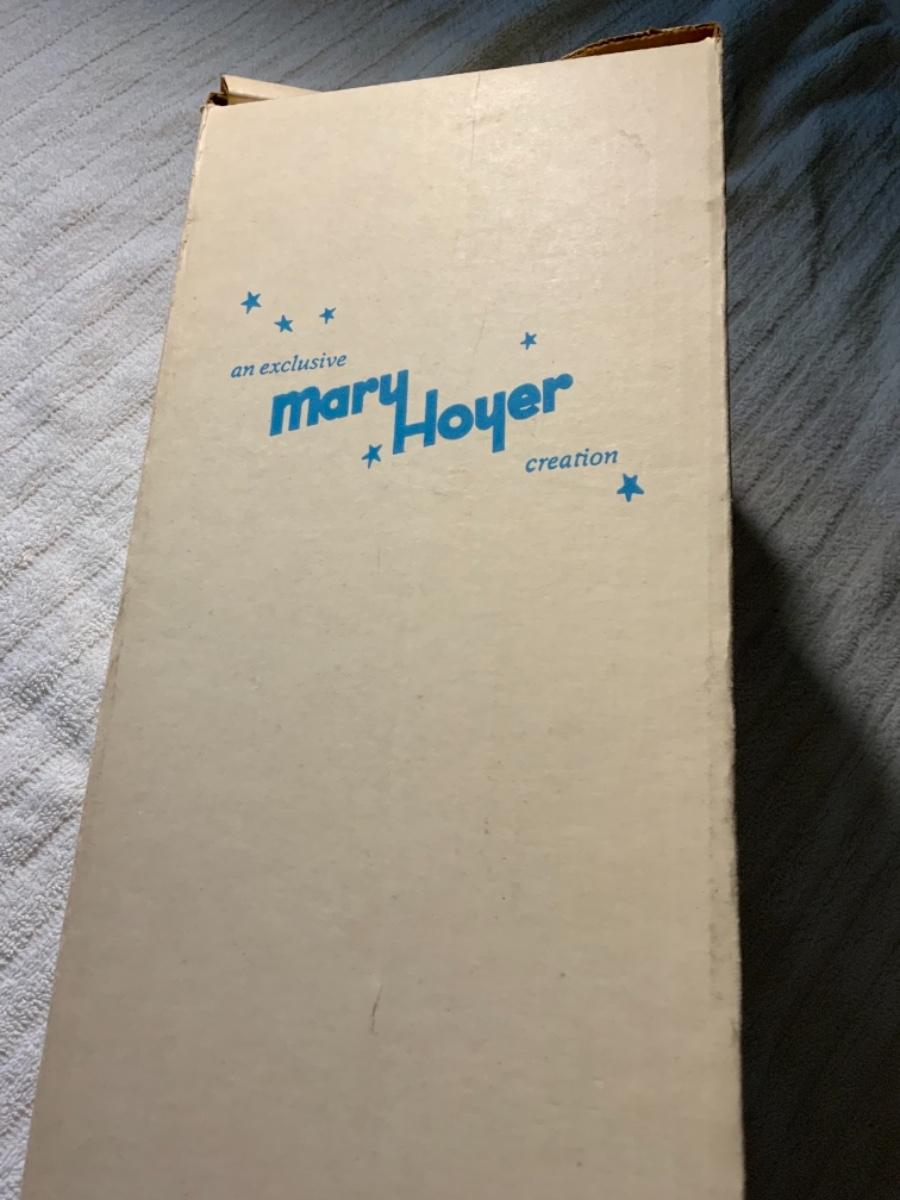 an exclusive
mary Hoyer
creation